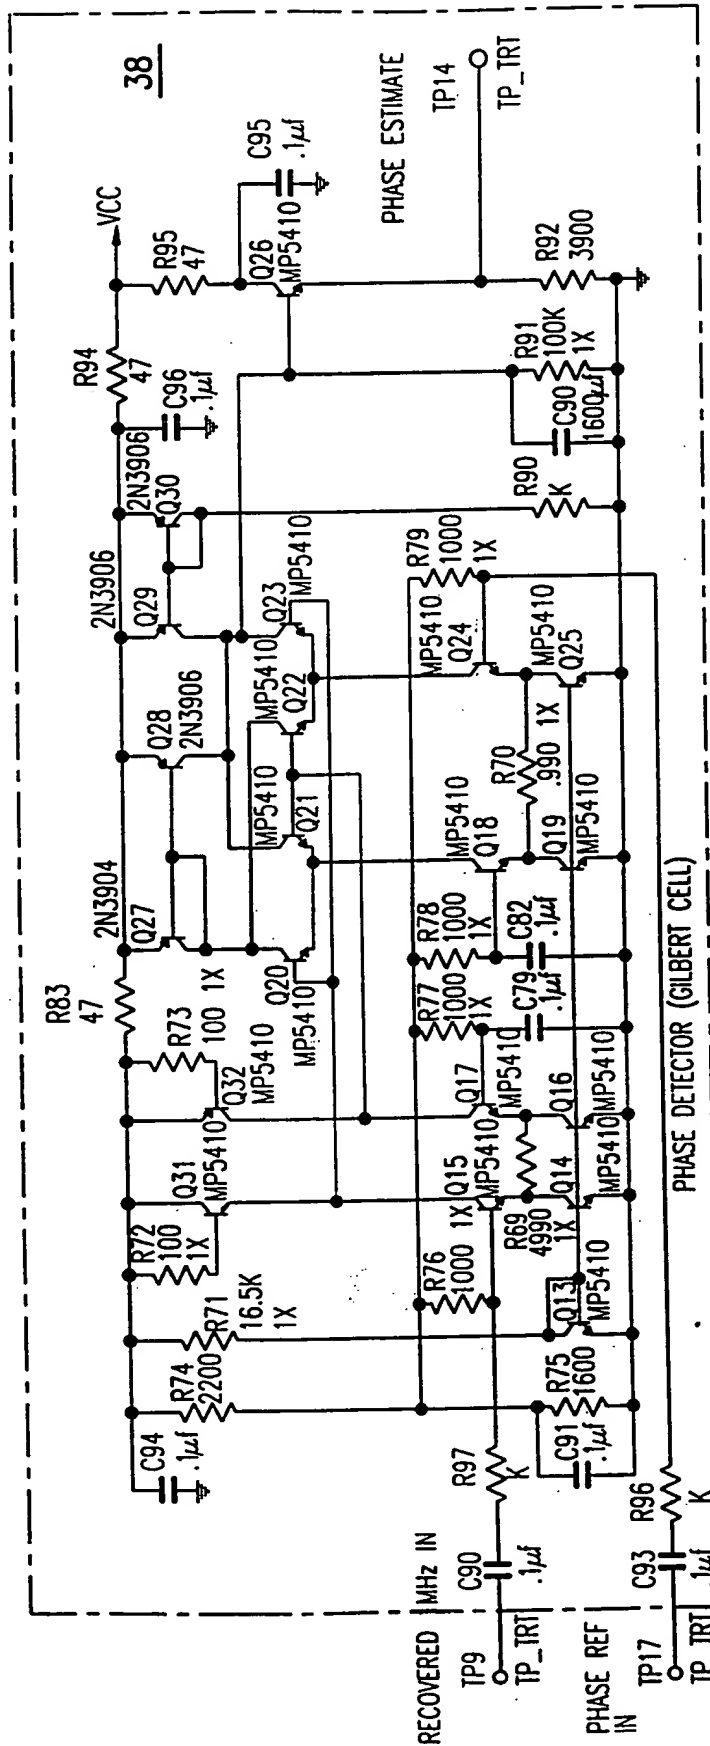 38
VCC
R94
47
R95
47
C96
.1µf
C95
.1µf
Q26
MP5410
PHASE ESTIMATE
TP14
TP_TRT
R92
3900
R91
100K
1X
C90
1600µf
R90
K
2N3906
Q30
2N3906
Q29
Q28
2N3906
2N3904
Q27
1X
R83
47
Q23
MP5410
MP5410
Q22
MP5410
Q21
Q20
MP5410
R73
100
Q32
MP5410
Q31
MP5410
R72
100
1X
R71
16.5K
1X
R74
2200
C94
.1µf
R79
1000
1X
MP5410
Q24
MP5410
Q25
R70
.990
1X
MP5410
Q18
Q19
MP5410
R78
1000
1X
C82
.1µf
R77
1000
1X
C79
.1µf
Q17
MP5410
Q16
MP5410
Q15
MP5410
1X
R69
4990
1X
Q14
MP5410
R76
1000
Q13
MP5410
R75
1600
C91
.1µf
R97
K
RECOVERED 1MHz IN
C90
.1µf
TP9
TP_TRT
PHASE REF
IN
TP17
TP_TRT
C93
.1µf
R96
K
PHASE DETECTOR (GILBERT CELL)